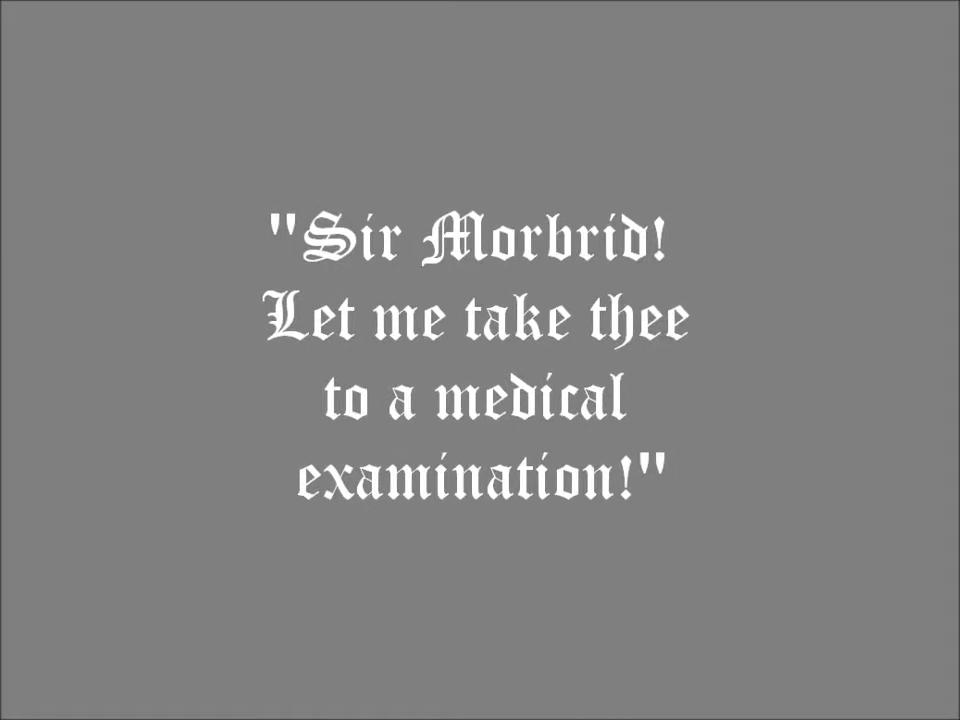 "Sir Morbrid!
Let me take thee
to a medical
examination!"